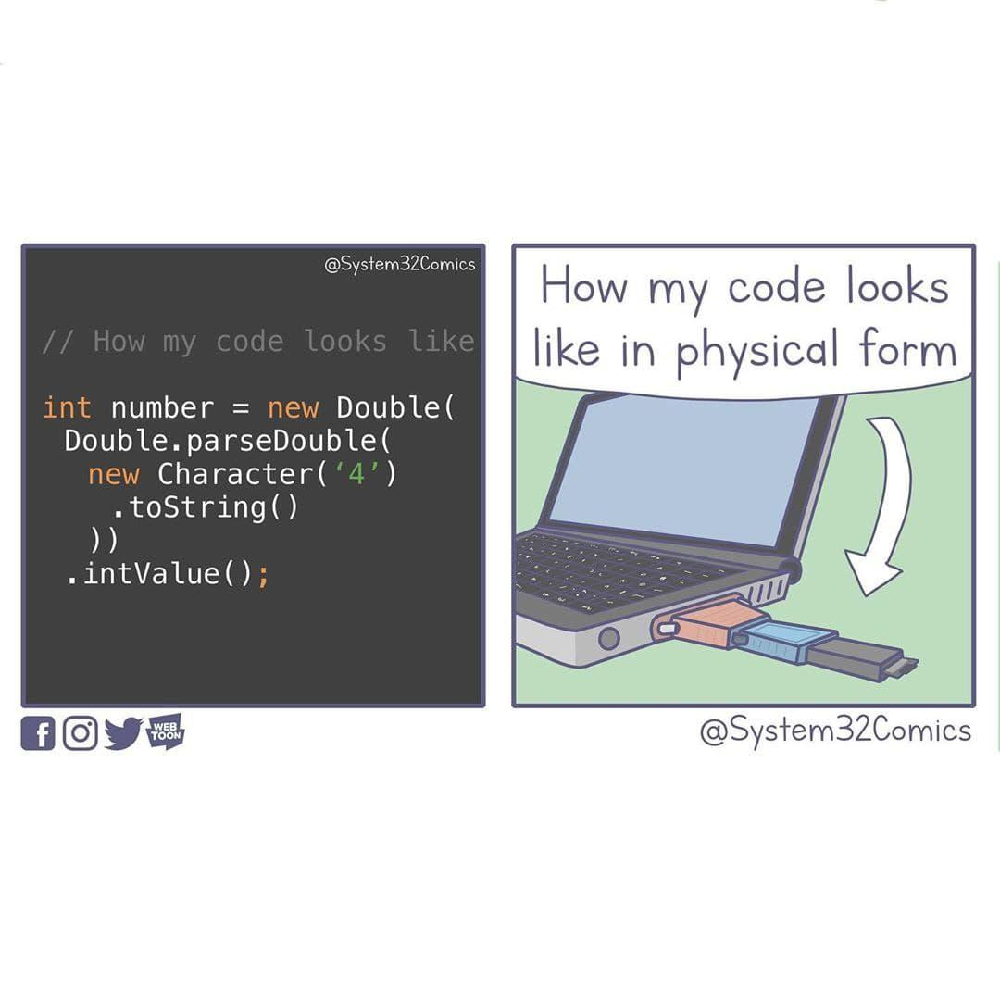 @System32Comics
// How my code looks like
int number = new Double(
Double.parseDouble(
new Character(‘4’)
.toString()
))
.intValue();
How my code looks
like in physical form
f
WEB
TOON
@System32Comics